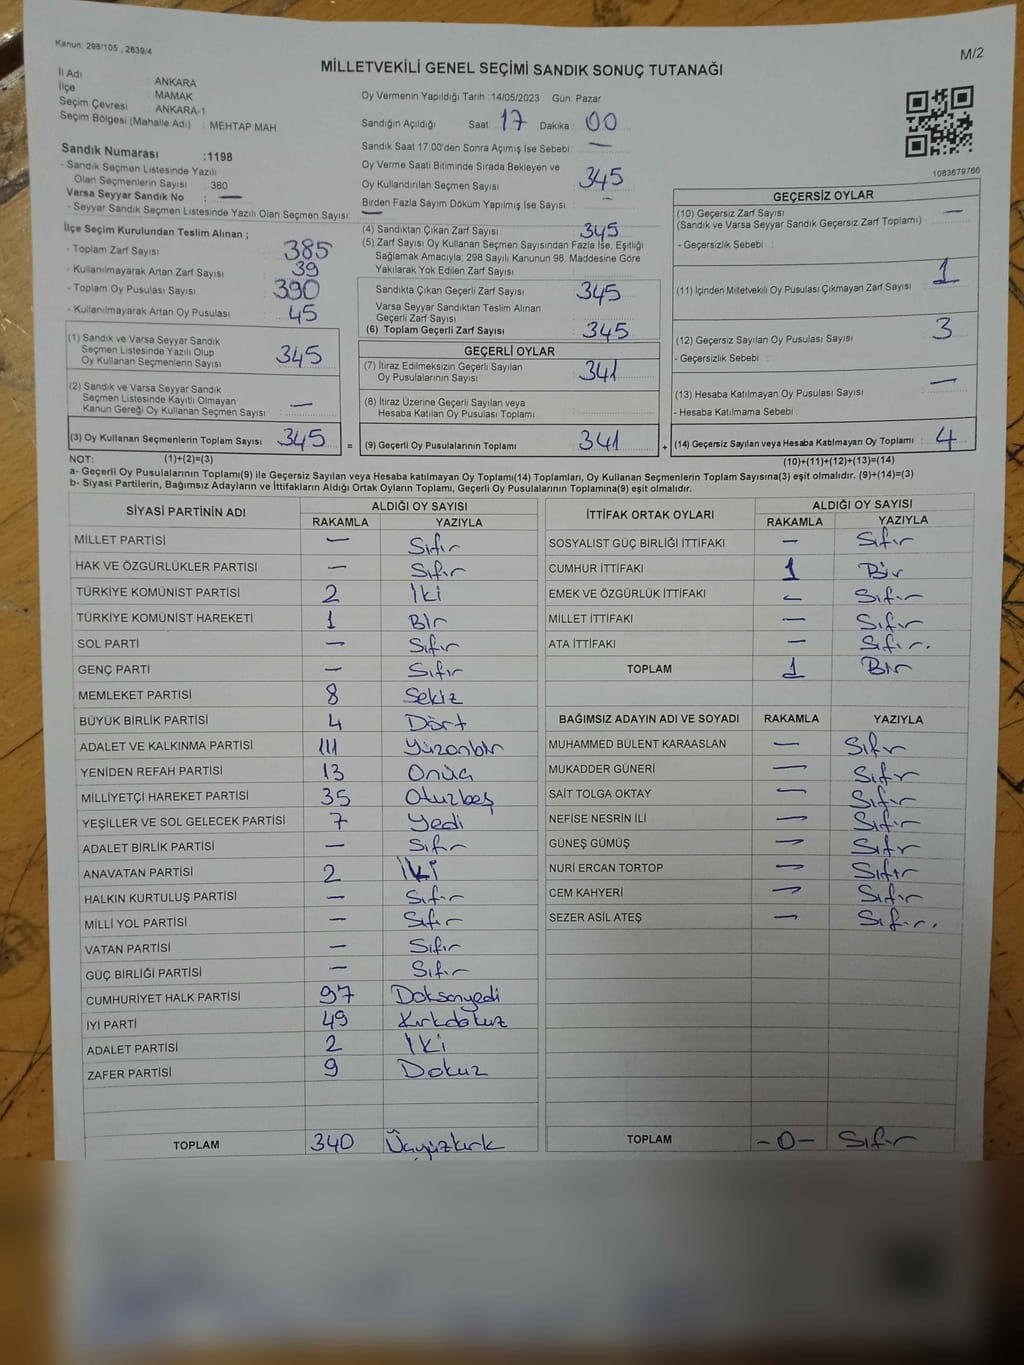 Kanun: 298/105 , 2839/4
M/2
MİLLETVEKİLİ GENEL SEÇİMİ SANDIK SONUÇ TUTANAĞI
İl Adı : ANKARA
İlçe : MAMAK
Seçim Çevresi : ANKARA-1
Seçim Bölgesi (Mahalle Adı) : MEHTAP MAH
Oy Vermenin Yapıldığı Tarih :14/05/2023 Gün: Pazar
Sandığın Açıldığı Saat: 17 Dakika : 00
Sandık Saat 17.00'den Sonra Açımış İse Sebebi : —
Oy Verme Saati Bitiminde Sırada Bekleyen ve
Oy Kullandırılan Seçmen Sayısı : 345
Birden Fazla Sayım Döküm Yapılmış İse Sayısı : -
Sandık Numarası :1198
- Sandık Seçmen Listesinde Yazılı
Olan Seçmenlerin Sayısı : 380
Varsa Seyyar Sandık No : —
- Seyyar Sandık Seçmen Listesinde Yazılı Olan Seçmen Sayısı: —
1083679766
İlçe Seçim Kurulundan Teslim Alınan ;
- Toplam Zarf Sayısı : 385
- Kullanılmayarak Artan Zarf Sayısı : 39
- Toplam Oy Pusulası Sayısı : 390
- Kullanılmayarak Artan Oy Pusulası : 45
(1) Sandık ve Varsa Seyyar Sandık
Seçmen Listesinde Yazılı Olup
Oy Kullanan Seçmenlerin Sayısı : 345
(2) Sandık ve Varsa Seyyar Sandık
Seçmen Listesinde Kayıtlı Olmayan
Kanun Gereği Oy Kullanan Seçmen Sayısı : —
(3) Oy Kullanan Seçmenlerin Toplam Sayısı : 345 =
(4) Sandıktan Çıkan Zarf Sayısı : 345
(5) Zarf Sayısı Oy Kullanan Seçmen Sayısından Fazla İse, Eşitliği
Sağlamak Amacıyla, 298 Sayılı Kanunun 98. Maddesine Göre
Yakılarak Yok Edilen Zarf Sayısı :
Sandıkta Çıkan Geçerli Zarf Sayısı : 345
Varsa Seyyar Sandıktan Teslim Alınan
Geçerli Zarf Sayısı :
(6) Toplam Geçerli Zarf Sayısı : 345
GEÇERLİ OYLAR
(7) İtiraz Edilmeksizin Geçerli Sayılan
Oy Pusulalarının Sayısı : 341
(8) İtiraz Üzerine Geçerli Sayılan veya
Hesaba Katılan Oy Pusulası Toplamı :
(9) Geçerli Oy Pusulalarının Toplamı : 341 +
GEÇERSİZ OYLAR
(10) Geçersiz Zarf Sayısı : —
(Sandık ve Varsa Seyyar Sandık Geçersiz Zarf Toplamı)
- Geçersizlik Sebebi :
(11) İçinden Milletvekili Oy Pusulası Çıkmayan Zarf Sayısı : 1
(12) Geçersiz Sayılan Oy Pusulası Sayısı : 3
- Geçersizlik Sebebi :
(13) Hesaba Katılmayan Oy Pusulası Sayısı : —
- Hesaba Katılmama Sebebi :
(14) Geçersiz Sayılan veya Hesaba Katılmayan Oy Toplamı : 4
NOT: (1)+(2)=(3)
(10)+(11)+(12)+(13)=(14)
a- Geçerli Oy Pusulalarının Toplamı(9) ile Geçersiz Sayılan veya Hesaba katılmayan Oy Toplamı(14) Toplamları, Oy Kullanan Seçmenlerin Toplam Sayısına(3) eşit olmalıdır. (9)+(14)=(3)
b- Siyasi Partilerin, Bağımsız Adayların ve İttifakların Aldığı Ortak Oyların Toplamı, Geçerli Oy Pusulalarının Toplamına(9) eşit olmalıdır.
SİYASİ PARTİNİN ADI ALDIĞI OY SAYISI
RAKAMLA YAZIYLA
MİLLET PARTİSİ — Sıfır
HAK VE ÖZGÜRLÜKLER PARTİSİ — Sıfır
TÜRKİYE KOMÜNİST PARTİSİ 2 İki
TÜRKİYE KOMÜNİST HAREKETİ 1 Bir
SOL PARTİ — Sıfır
GENÇ PARTİ — Sıfır
MEMLEKET PARTİSİ 8 Sekiz
BÜYÜK BİRLİK PARTİSİ 4 Dört
ADALET VE KALKINMA PARTİSİ 111 Yüzonbir
YENİDEN REFAH PARTİSİ 13 Onüç
MİLLİYETÇİ HAREKET PARTİSİ 35 Otuzbeş
YEŞİLLER VE SOL GELECEK PARTİSİ 7 Yedi
ADALET BİRLİK PARTİSİ — Sıfır
ANAVATAN PARTİSİ 2 İki
HALKIN KURTULUŞ PARTİSİ — Sıfır
MİLLİ YOL PARTİSİ — Sıfır
VATAN PARTİSİ — Sıfır
GÜÇ BİRLİĞİ PARTİSİ — Sıfır
CUMHURİYET HALK PARTİSİ 97 Doksanyedi
İYİ PARTİ 49 Kırkdokuz
ADALET PARTİSİ 2 İki
ZAFER PARTİSİ 9 Dokuz
TOPLAM 340 Üçyüzkırk
İTTİFAK ORTAK OYLARI ALDIĞI OY SAYISI
RAKAMLA YAZIYLA
SOSYALİST GÜÇ BİRLİĞİ İTTİFAKI — Sıfır
CUMHUR İTTİFAKI 1 Bir
EMEK VE ÖZGÜRLÜK İTTİFAKI — Sıfır
MİLLET İTTİFAKI — Sıfır
ATA İTTİFAKI — Sıfır.
TOPLAM 1 Bir
BAĞIMSIZ ADAYIN ADI VE SOYADI RAKAMLA YAZIYLA
MUHAMMED BÜLENT KARAASLAN — Sıfır
MUKADDER GÜNERİ — Sıfır
SAİT TOLGA OKTAY — Sıfır
NEFİSE NESRİN İLİ — Sıfır
GÜNEŞ GÜMÜŞ — Sıfır
NURİ ERCAN TORTOP — Sıfır
CEM KAHYERİ — Sıfır
SEZER ASİL ATEŞ — Sıfır.
TOPLAM -0- Sıfır